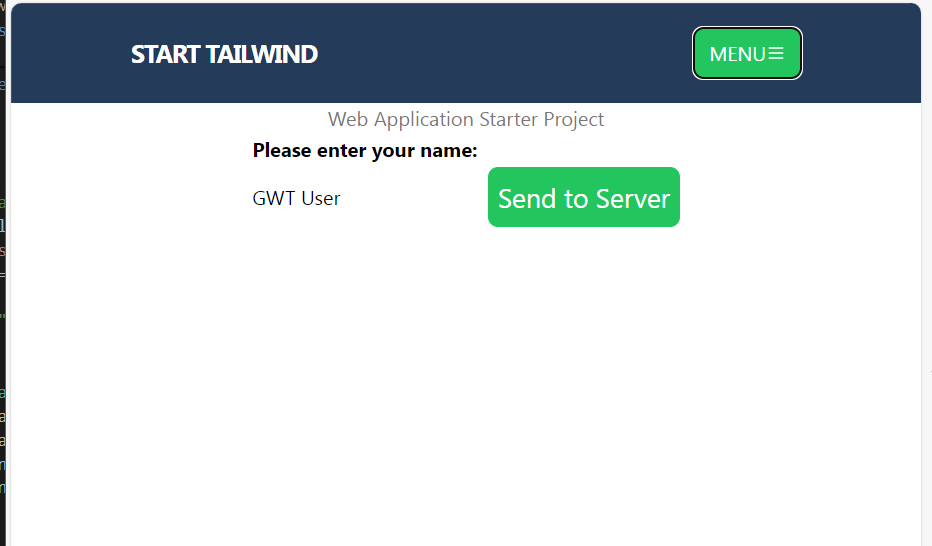 START TAILWIND
MENU
Web Application Starter Project
Please enter your name:
GWT User
Send to Server